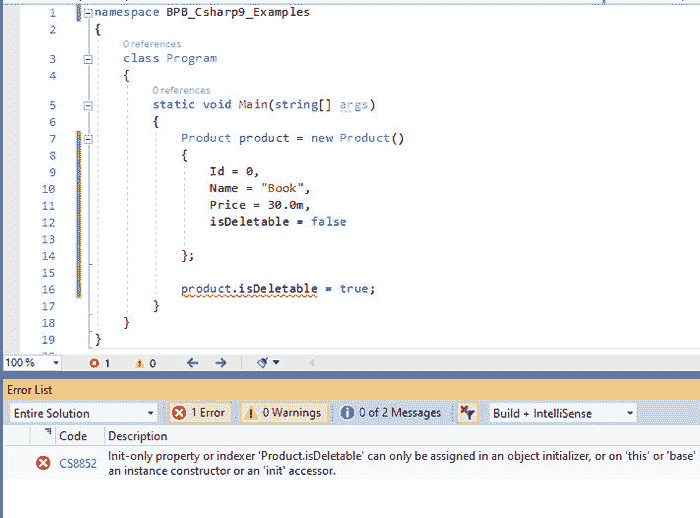 1 namespace BPB_Csharp9_Examples
2 {
0 references
3 class Program
4 {
0 references
5 static void Main(string[] args)
6 {
7 Product product = new Product()
8 {
9 Id = 0,
10 Name = "Book",
11 Price = 30.0m,
12 isDeletable = false
13
14 };
15
16 product.isDeletable = true;
17 }
18 }
19 }
100 % 1 0
Error List
Entire Solution 1 Error 0 Warnings 0 of 2 Messages Build + IntelliSense
Code Description
CS8852 Init-only property or indexer 'Product.isDeletable' can only be assigned in an object initializer, or on 'this' or 'base'
an instance constructor or an 'init' accessor.